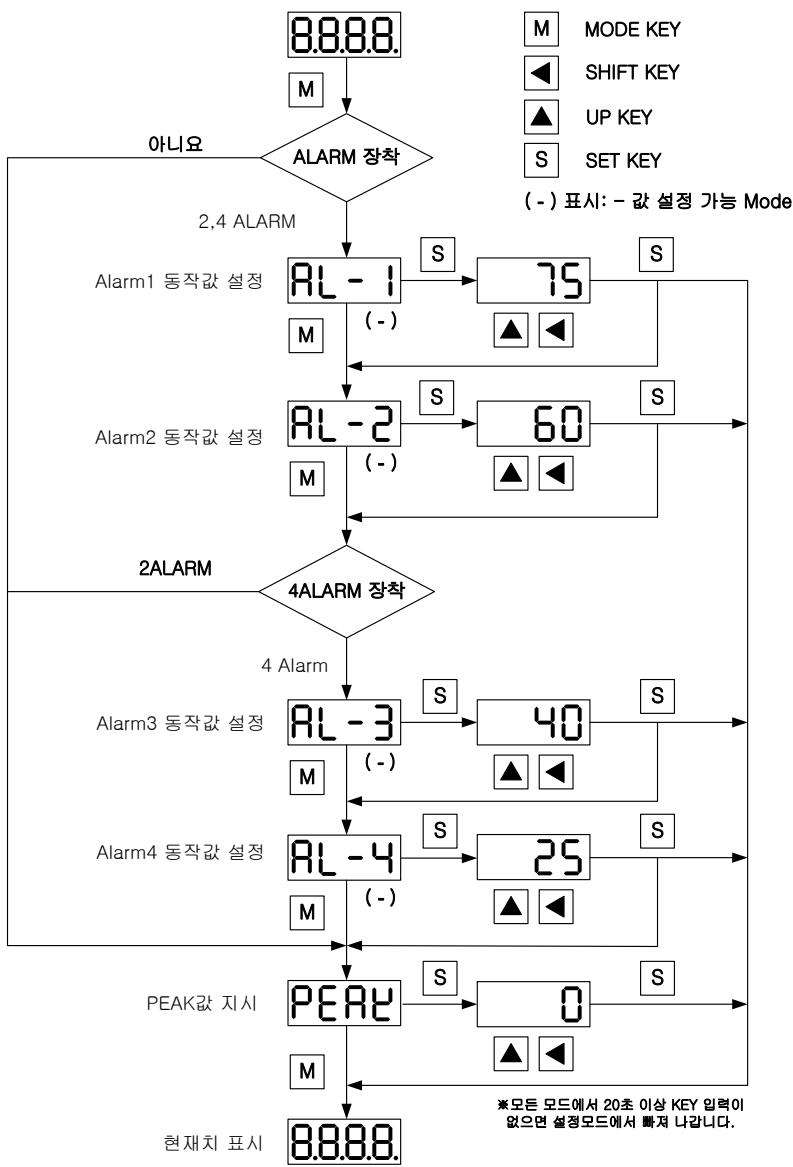 8.8.8.8.
M MODE KEY
◀ SHIFT KEY
▲ UP KEY
S SET KEY
( - ) 표시: - 값 설정 가능 Mode
M
아니요
ALARM 장착
2,4 ALARM
Alarm1 동작값 설정 AL-1 S 75 S
( - )
M ▲ ◀
Alarm2 동작값 설정 AL-2 S 60 S
( - )
M ▲ ◀
2ALARM
4ALARM 장착
4 Alarm
Alarm3 동작값 설정 AL-3 S 40 S
( - )
M ▲ ◀
Alarm4 동작값 설정 AL-4 S 25 S
( - )
M ▲ ◀
PEAK값 지시 PEAK S 0 S
M ▲ ◀
※모든 모드에서 20초 이상 KEY 입력이
없으면 설정모드에서 빠져 나갑니다.
현재치 표시 8.8.8.8.